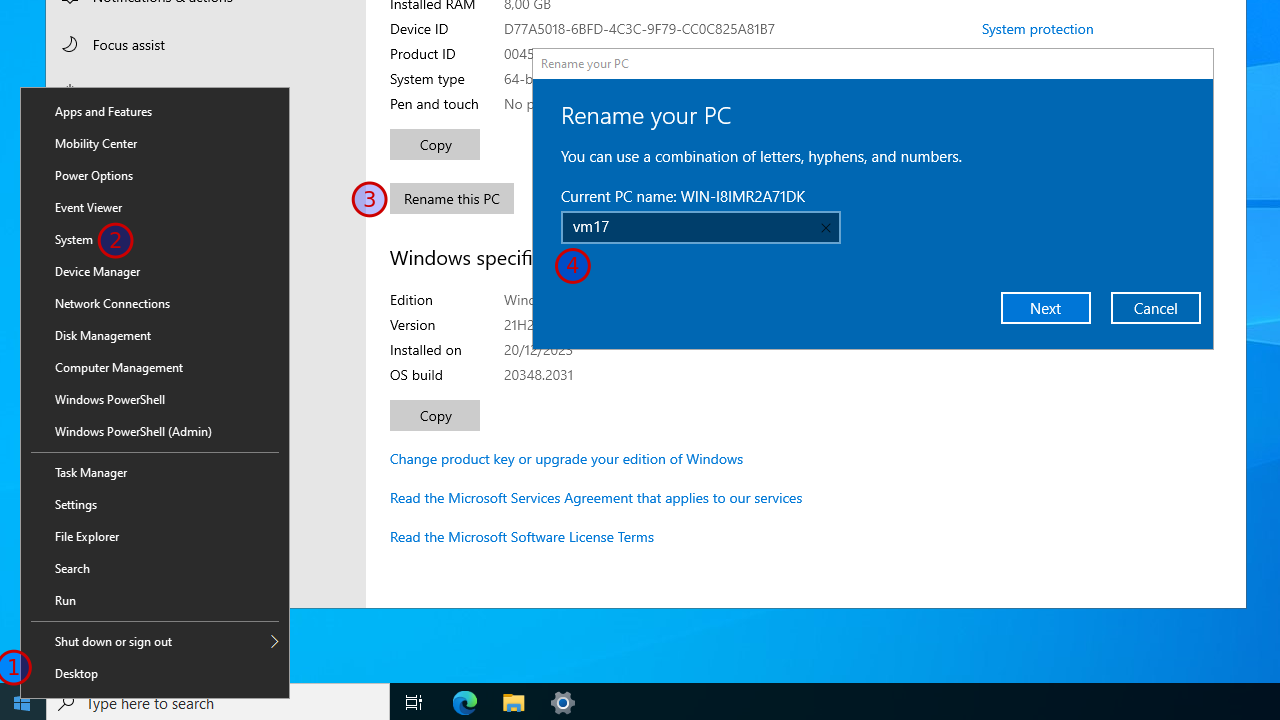 Notifications & actions
Focus assist
Installed RAM 8,00 GB
Device ID D77A5018-6BFD-4C3C-9F79-CC0C825A81B7
Product ID 0045
System type 64-b
Pen and touch No p
Copy
3
Rename this PC
Windows specifi
Edition Wind
Version 21H2
Installed on 20/12/2023
OS build 20348.2031
Copy
Change product key or upgrade your edition of Windows
Read the Microsoft Services Agreement that applies to our services
Read the Microsoft Software License Terms
System protection
Rename your PC
Rename your PC
You can use a combination of letters, hyphens, and numbers.
Current PC name: WIN-I8IMR2A71DK
vm17
4
Next
Cancel
Apps and Features
Mobility Center
Power Options
Event Viewer
System 2
Device Manager
Network Connections
Disk Management
Computer Management
Windows PowerShell
Windows PowerShell (Admin)
Task Manager
Settings
File Explorer
Search
Run
Shut down or sign out
1
Desktop
Type here to search